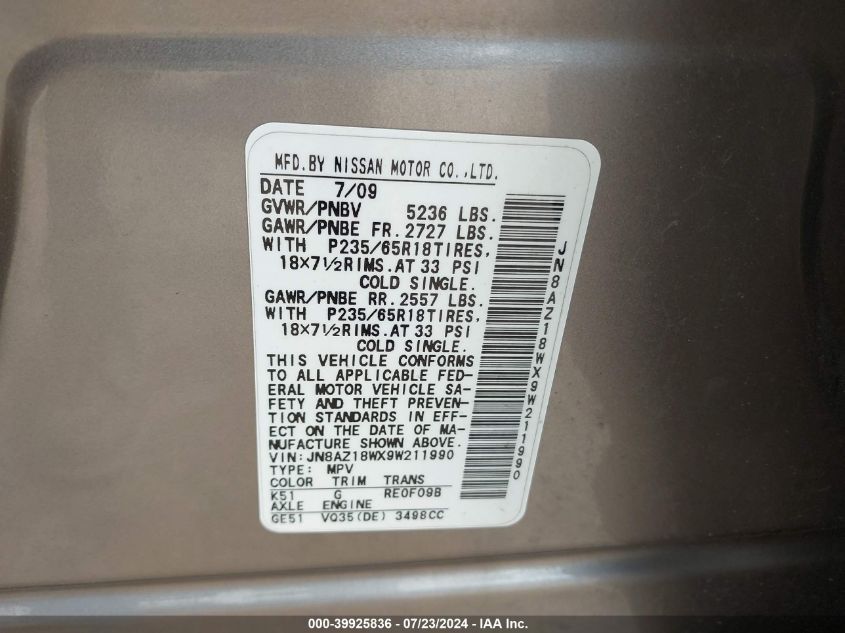 MFD.BY NISSAN MOTOR CO.,LTD.
DATE 7/09
GVWR/PNBV 5236 LBS.
GAWR/PNBE FR.2727 LBS.
WITH P235/65R18TIRES,
18X7½RIMS.AT 33 PSI
COLD SINGLE.
GAWR/PNBE RR.2557 LBS.
WITH P235/65R18TIRES,
18X7½RIMS.AT 33 PSI
COLD SINGLE.
THIS VEHICLE CONFORMS
TO ALL APPLICABLE FED-
ERAL MOTOR VEHICLE SA-
FETY AND THEFT PREVEN-
TION STANDARDS IN EFF-
ECT ON THE DATE OF MA-
NUFACTURE SHOWN ABOVE.
VIN:JN8AZ18WX9W211990
TYPE: MPV
COLOR TRIM TRANS
K51 G RE0F09B
AXLE ENGINE
GE51 VQ35(DE) 3498CC
JN8AZ18WX9W211990
000-39925836 - 07/23/2024 - IAA Inc.